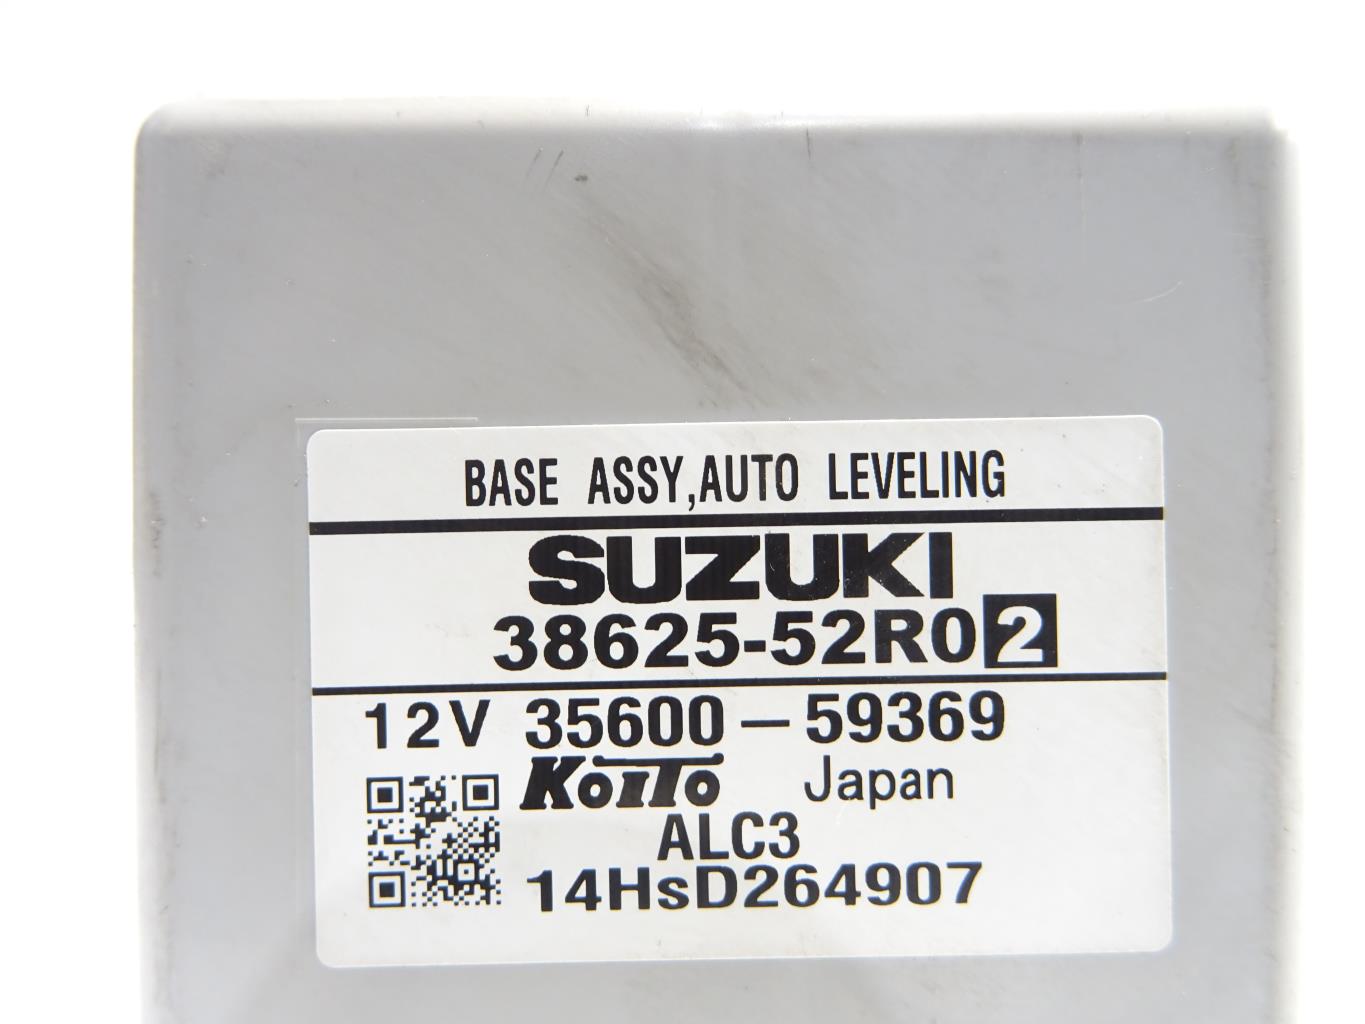 BASE ASSY,AUTO LEVELING
SUZUKI
38625-52R02
12V 35600-59369
KOITO Japan
ALC3
14HsD264907